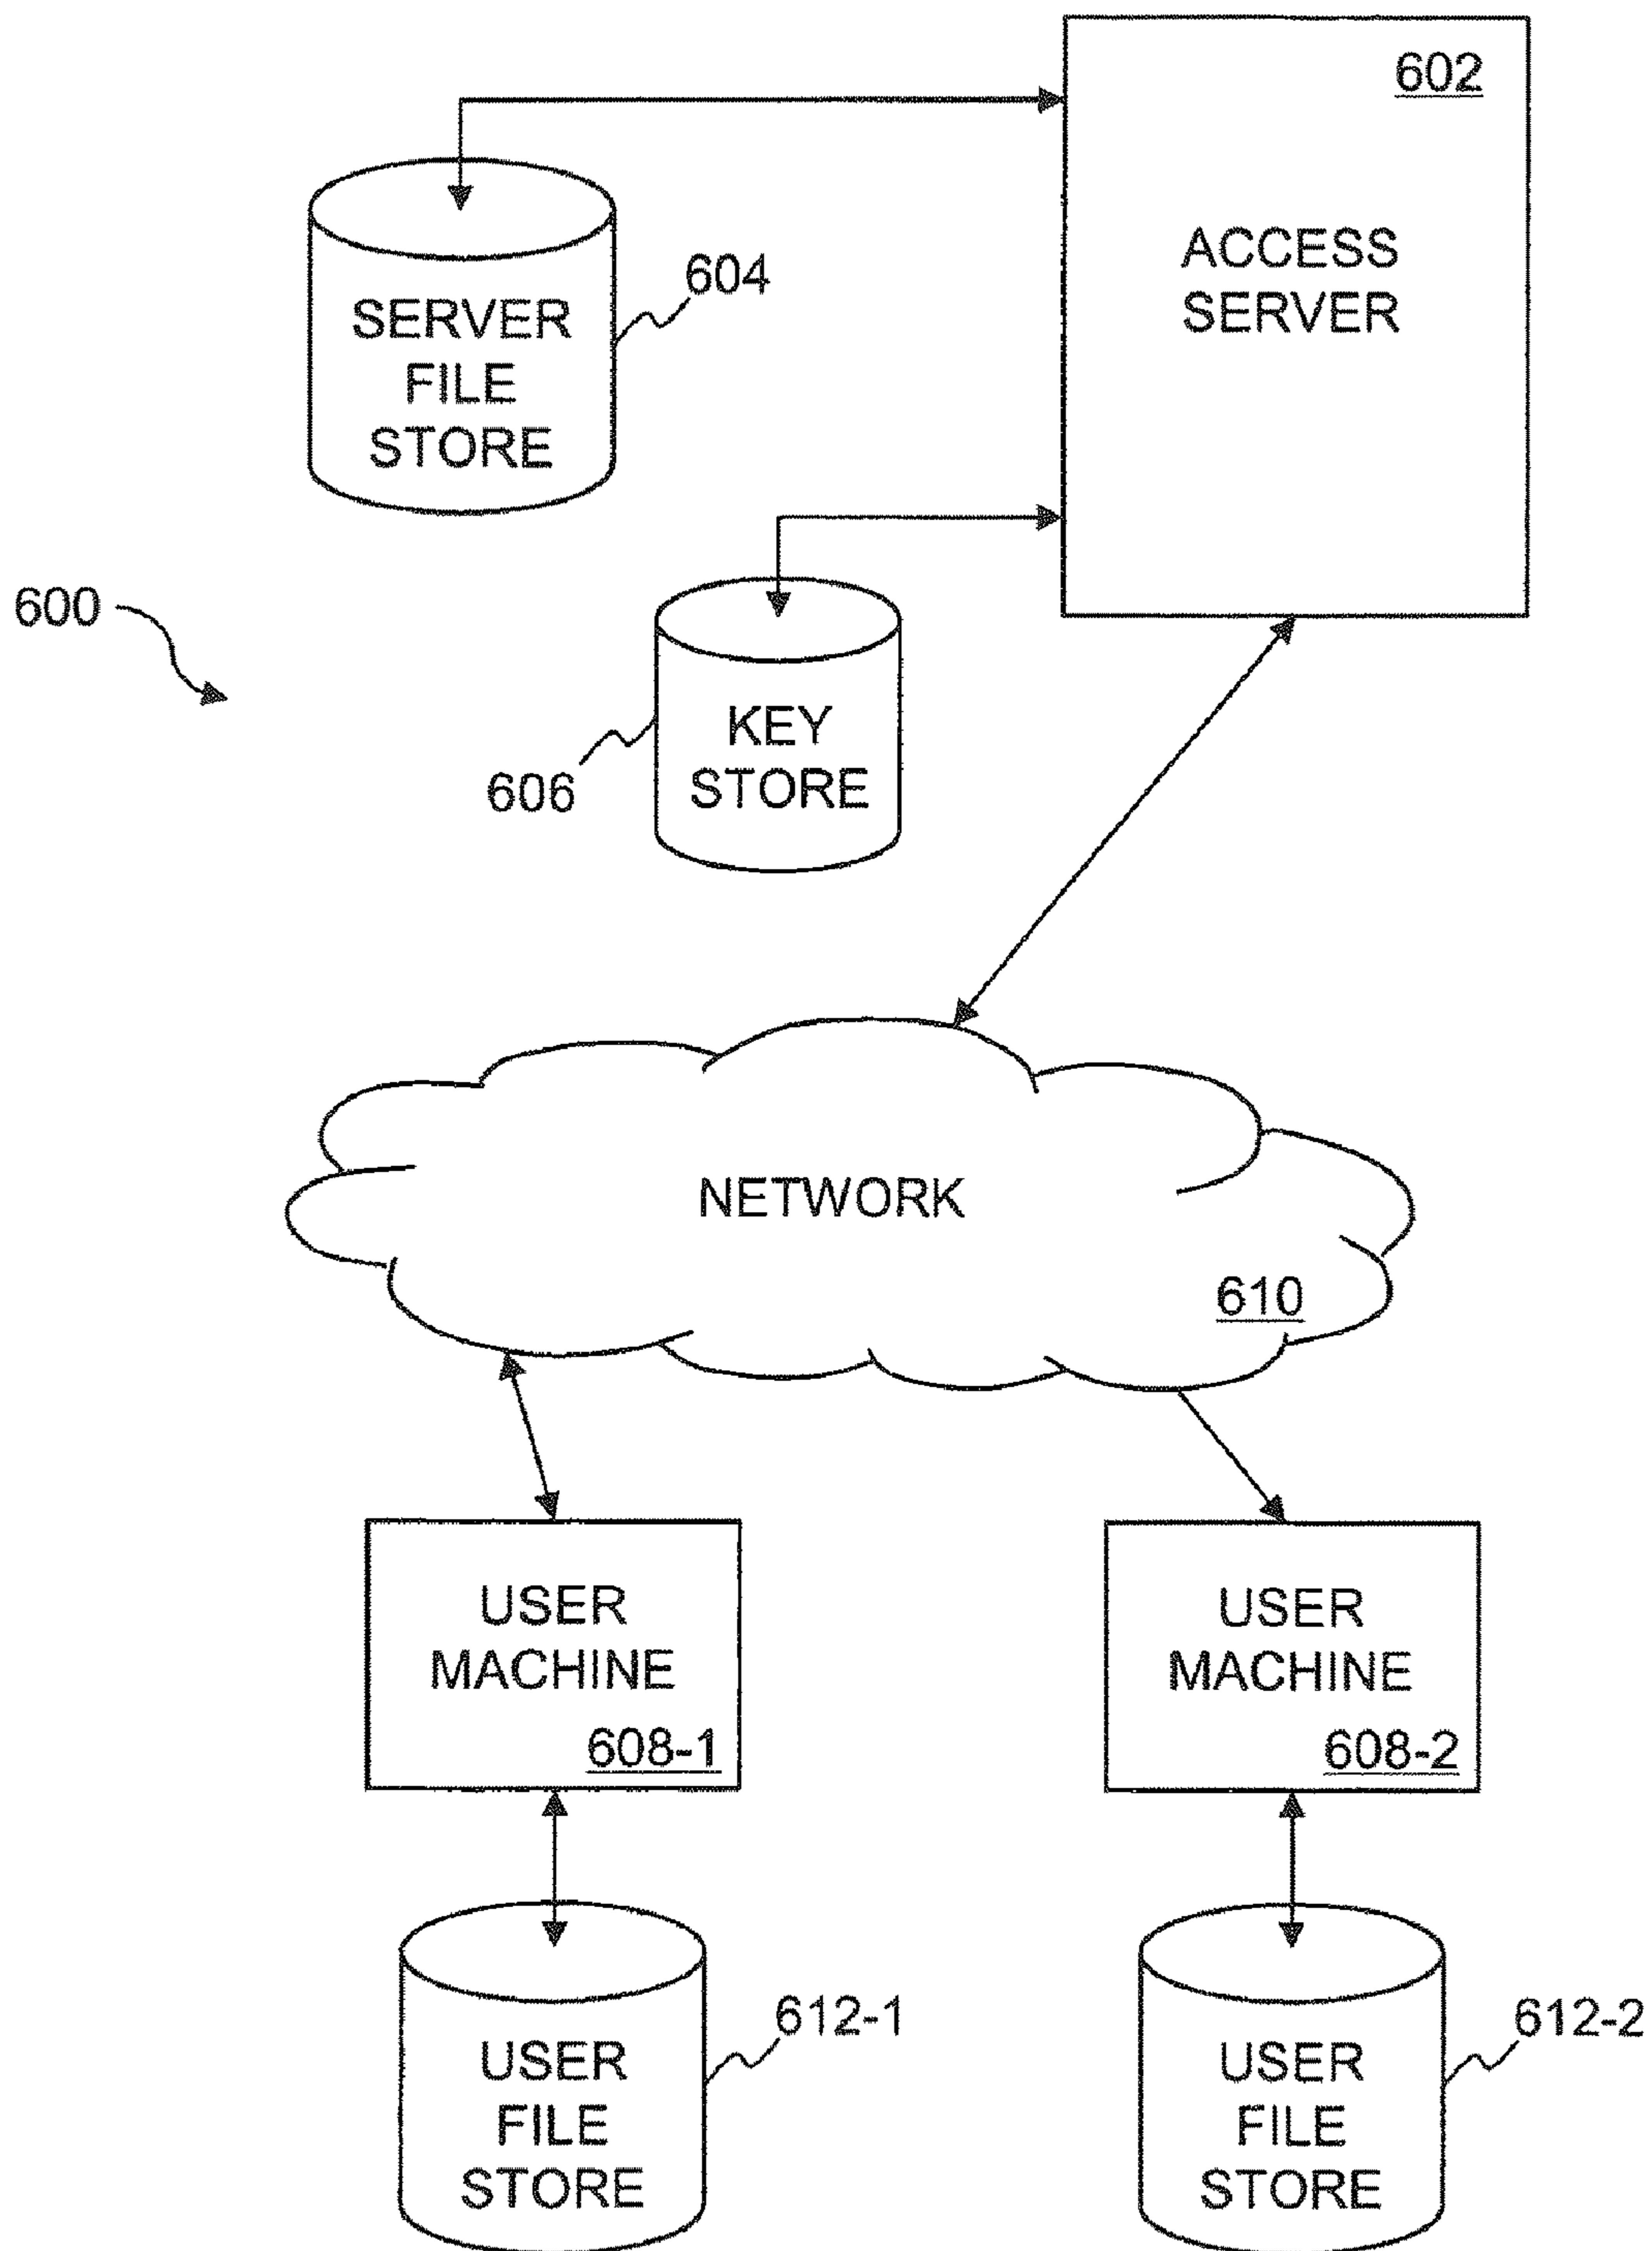 602
ACCESS
SERVER
604
SERVER
FILE
STORE
600
KEY
STORE
606
NETWORK
610
USER
MACHINE
608-1
USER
MACHINE
608-2
612-1
USER
FILE
STORE
612-2
USER
FILE
STORE